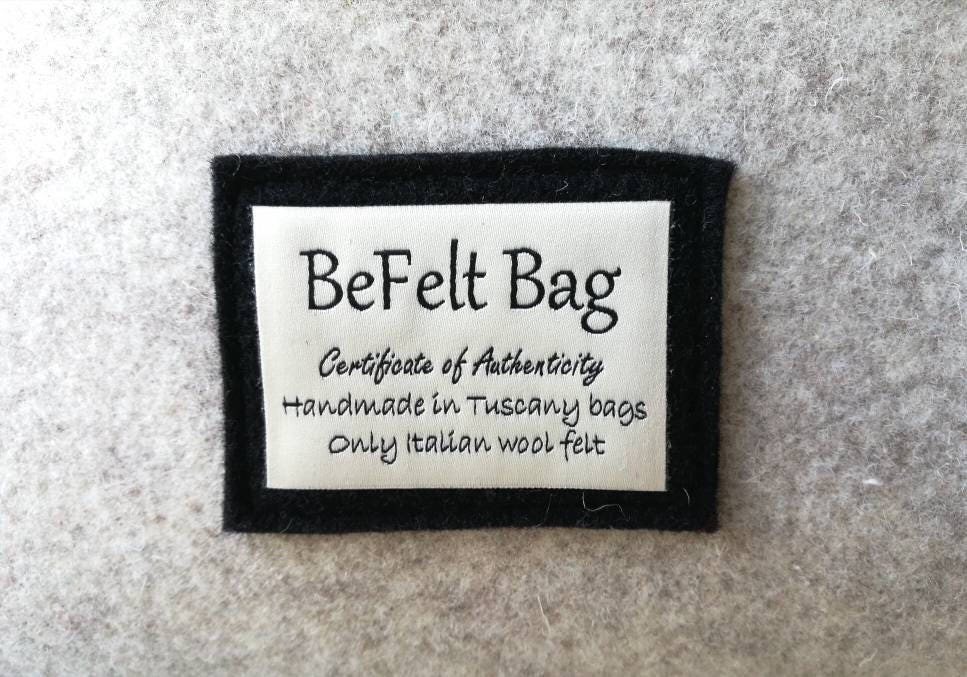 BeFelt Bag
Certificate of Authenticity
Handmade in Tuscany bags
Only Italian wool felt